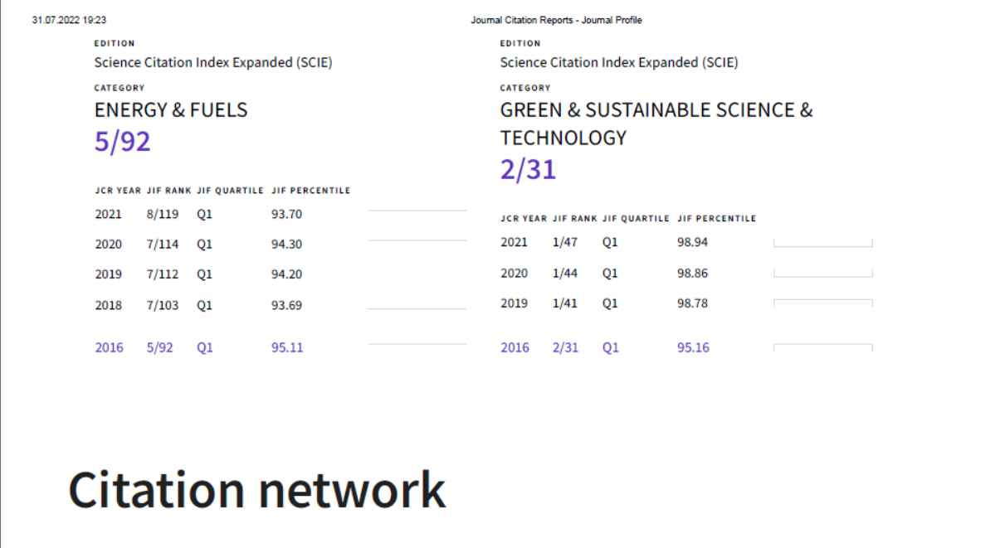 31.07.2022 19:23
Journal Citation Reports - Journal Profile
EDITION
Science Citation Index Expanded (SCIE)
CATEGORY
ENERGY & FUELS
5/92
JCR YEAR JIF RANK JIF QUARTILE JIF PERCENTILE
2021 8/119 Q1 93.70
2020 7/114 Q1 94.30
2019 7/112 Q1 94.20
2018 7/103 Q1 93.69
2016 5/92 Q1 95.11
EDITION
Science Citation Index Expanded (SCIE)
CATEGORY
GREEN & SUSTAINABLE SCIENCE &
TECHNOLOGY
2/31
JCR YEAR JIF RANK JIF QUARTILE JIF PERCENTILE
2021 1/47 Q1 98.94
2020 1/44 Q1 98.86
2019 1/41 Q1 98.78
2016 2/31 Q1 95.16
Citation network